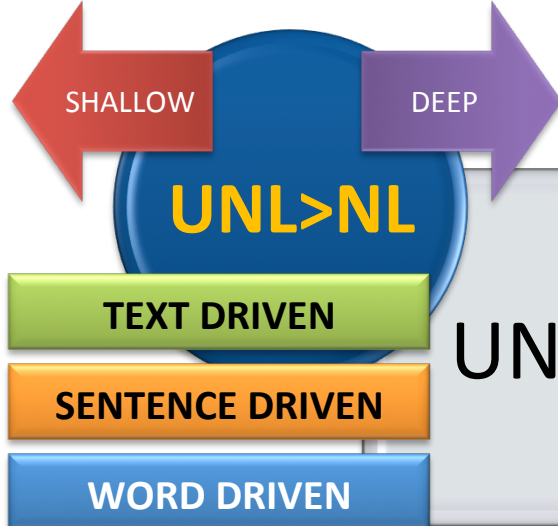 SHALLOW DEEP
UNL>NL
TEXT DRIVEN
UN
SENTENCE DRIVEN
WORD DRIVEN